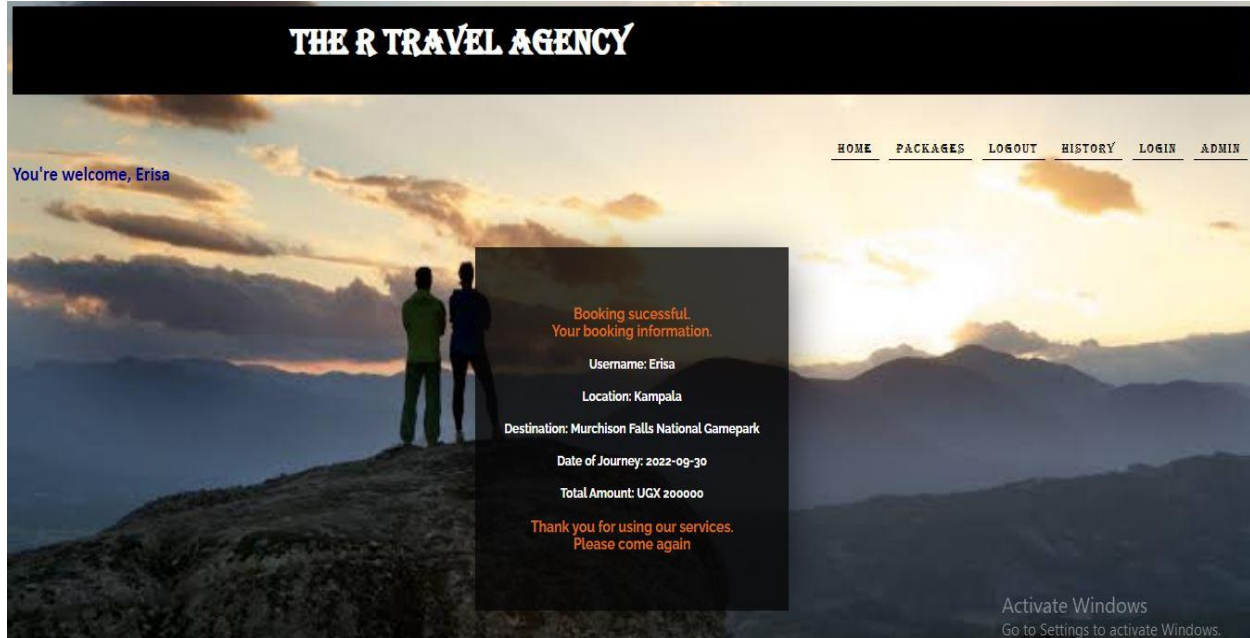 THE R TRAVEL AGENCY
HOME PACKAGES LOGOUT HISTORY LOGIN ADMIN
You're welcome, Erisa
Booking sucessful.
Your booking information.
Username: Erisa
Location: Kampala
Destination: Murchison Falls National Gamepark
Date of Journey: 2022-09-30
Total Amount: UGX 200000
Thank you for using our services.
Please come again
Activate Windows
Go to Settings to activate Windows.